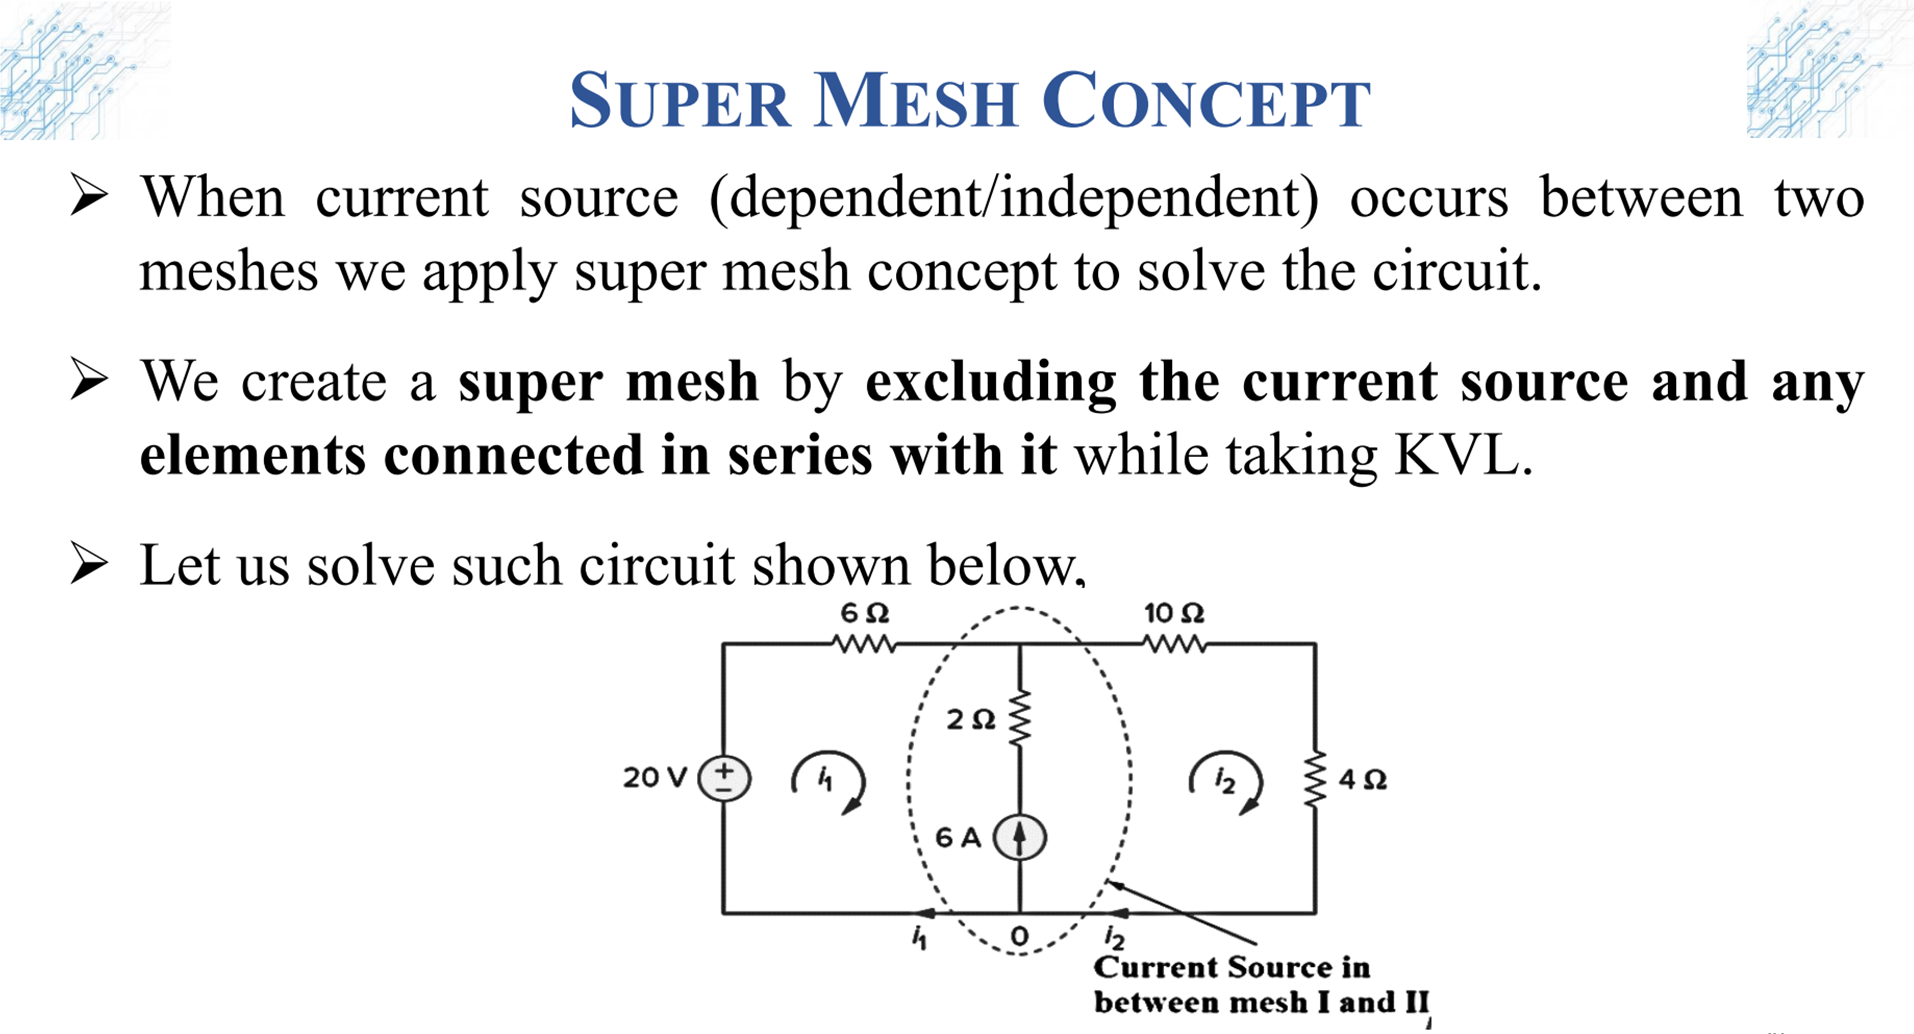 SUPER MESH CONCEPT
➢ When current source (dependent/independent) occurs between two
meshes we apply super mesh concept to solve the circuit.
➢ We create a super mesh by excluding the current source and any
elements connected in series with it while taking KVL.
➢ Let us solve such circuit shown below,
6 Ω
10 Ω
2 Ω
20 V
+
−
i1
i2
4 Ω
6 A
i1
0
i2
Current Source in
between mesh I and II